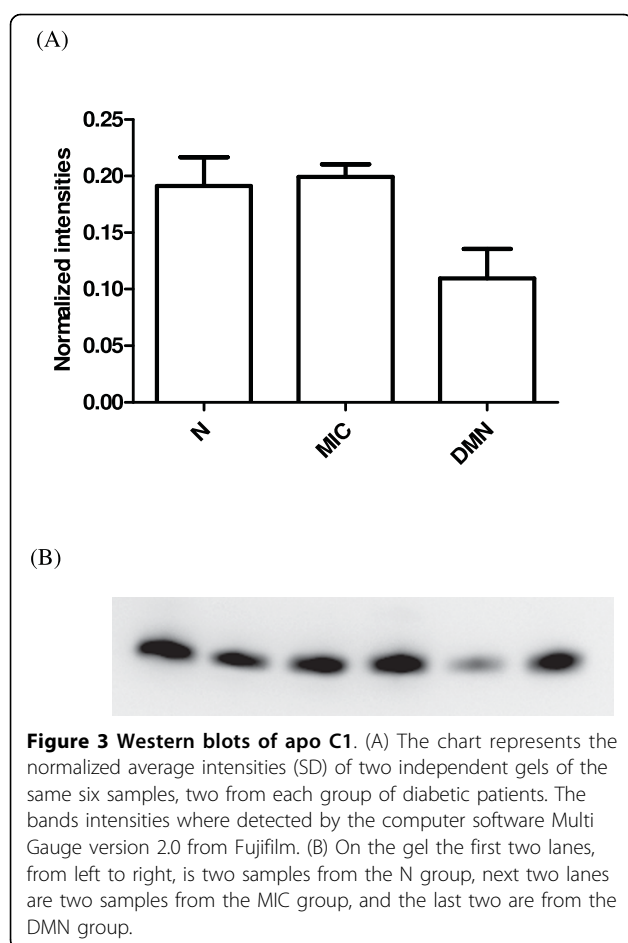 (A)
0.25
0.20
0.15
0.10
0.05
0.00
Normalized intensities
N
MIC
DMN
(B)
Figure 3 Western blots of apo C1. (A) The chart represents the
normalized average intensities (SD) of two independent gels of the
same six samples, two from each group of diabetic patients. The
bands intensities where detected by the computer software Multi
Gauge version 2.0 from Fujifilm. (B) On the gel the first two lanes,
from left to right, is two samples from the N group, next two lanes
are two samples from the MIC group, and the last two are from the
DMN group.